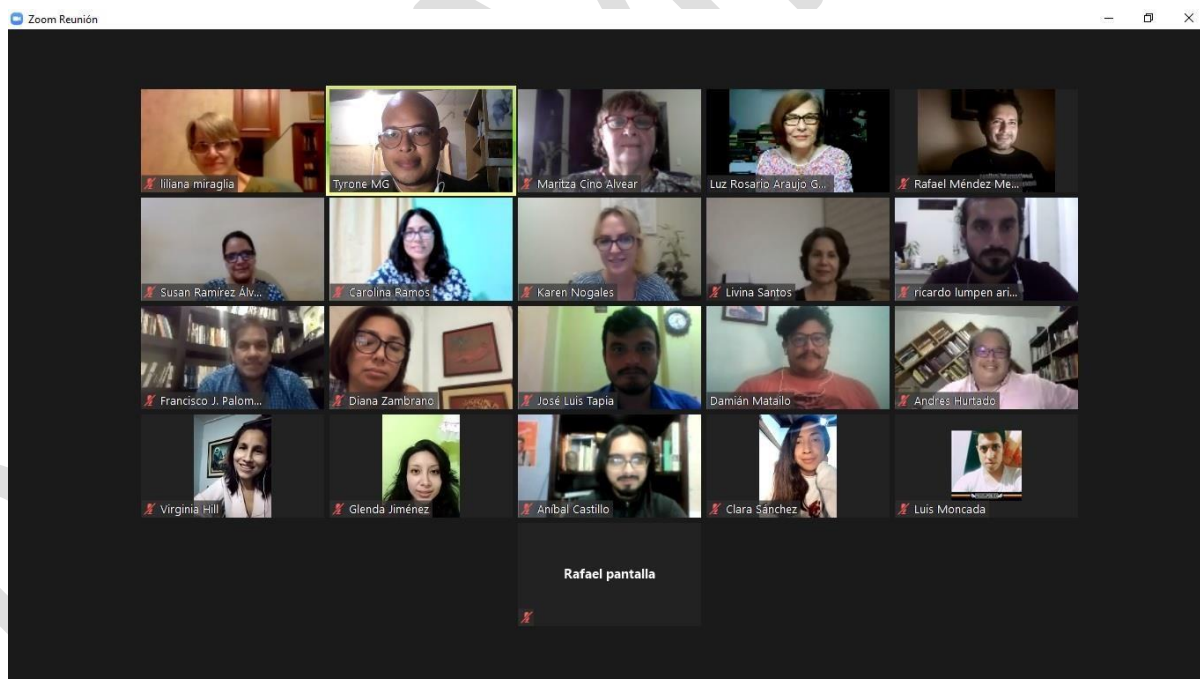 Zoom Reunión
liliana miraglia
Tyrone MG
Maritza Cino Alvear
Luz Rosario Araujo G...
Rafael Méndez Me...
Susan Ramírez Álv...
Carolina Ramos
Karen Nogales
Livina Santos
ricardo lumpen ari...
Francisco J. Palom...
Diana Zambrano
José Luis Tapia
Damián Matailo
Andres Hurtado
Virginia Hill
Glenda Jiménez
Aníbal Castillo
Clara Sánchez
Luis Moncada
Rafael pantalla